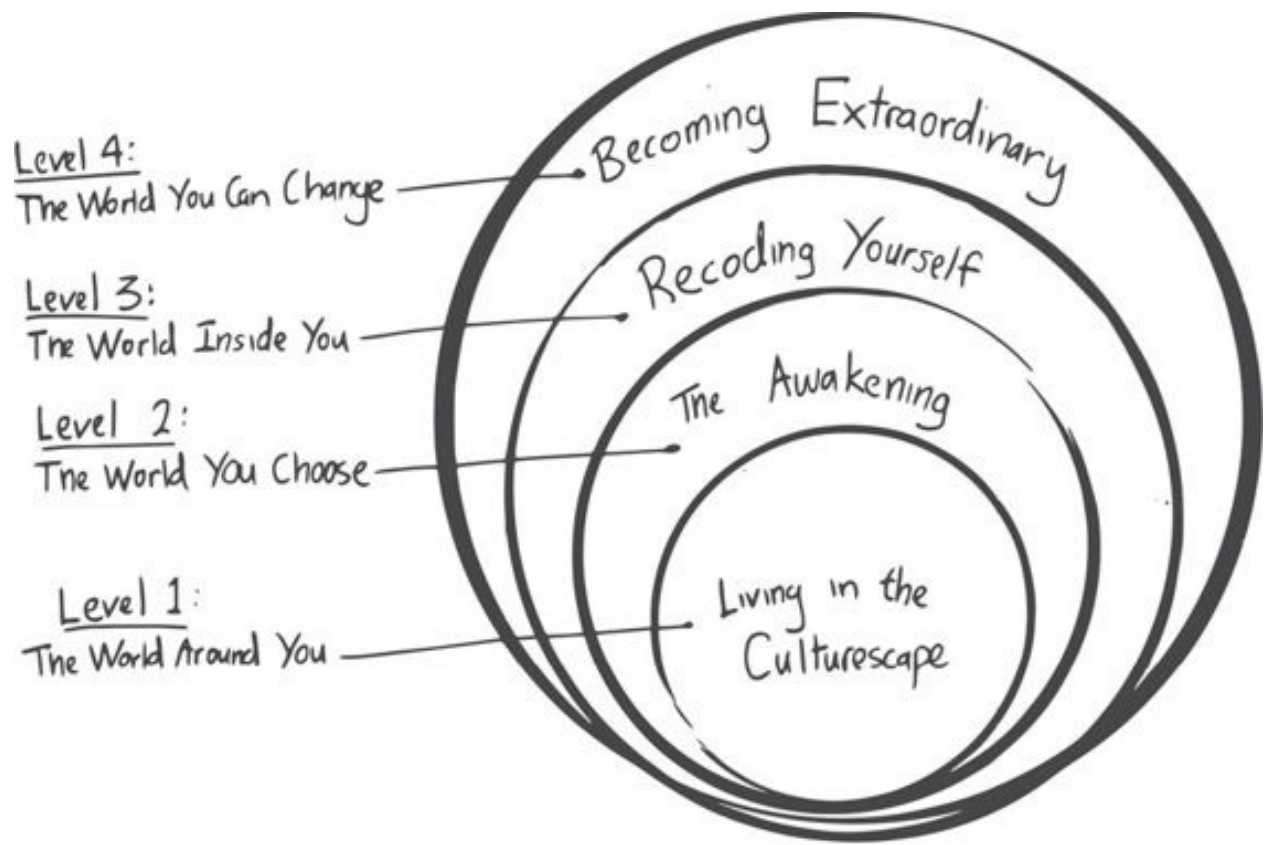 Level 4:
The World You Can Change
Becoming Extraordinary
Level 3:
The World Inside You
Recoding Yourself
Level 2:
The World You Choose
The Awakening
Level 1:
The World Around You
Living in the
Culturescape